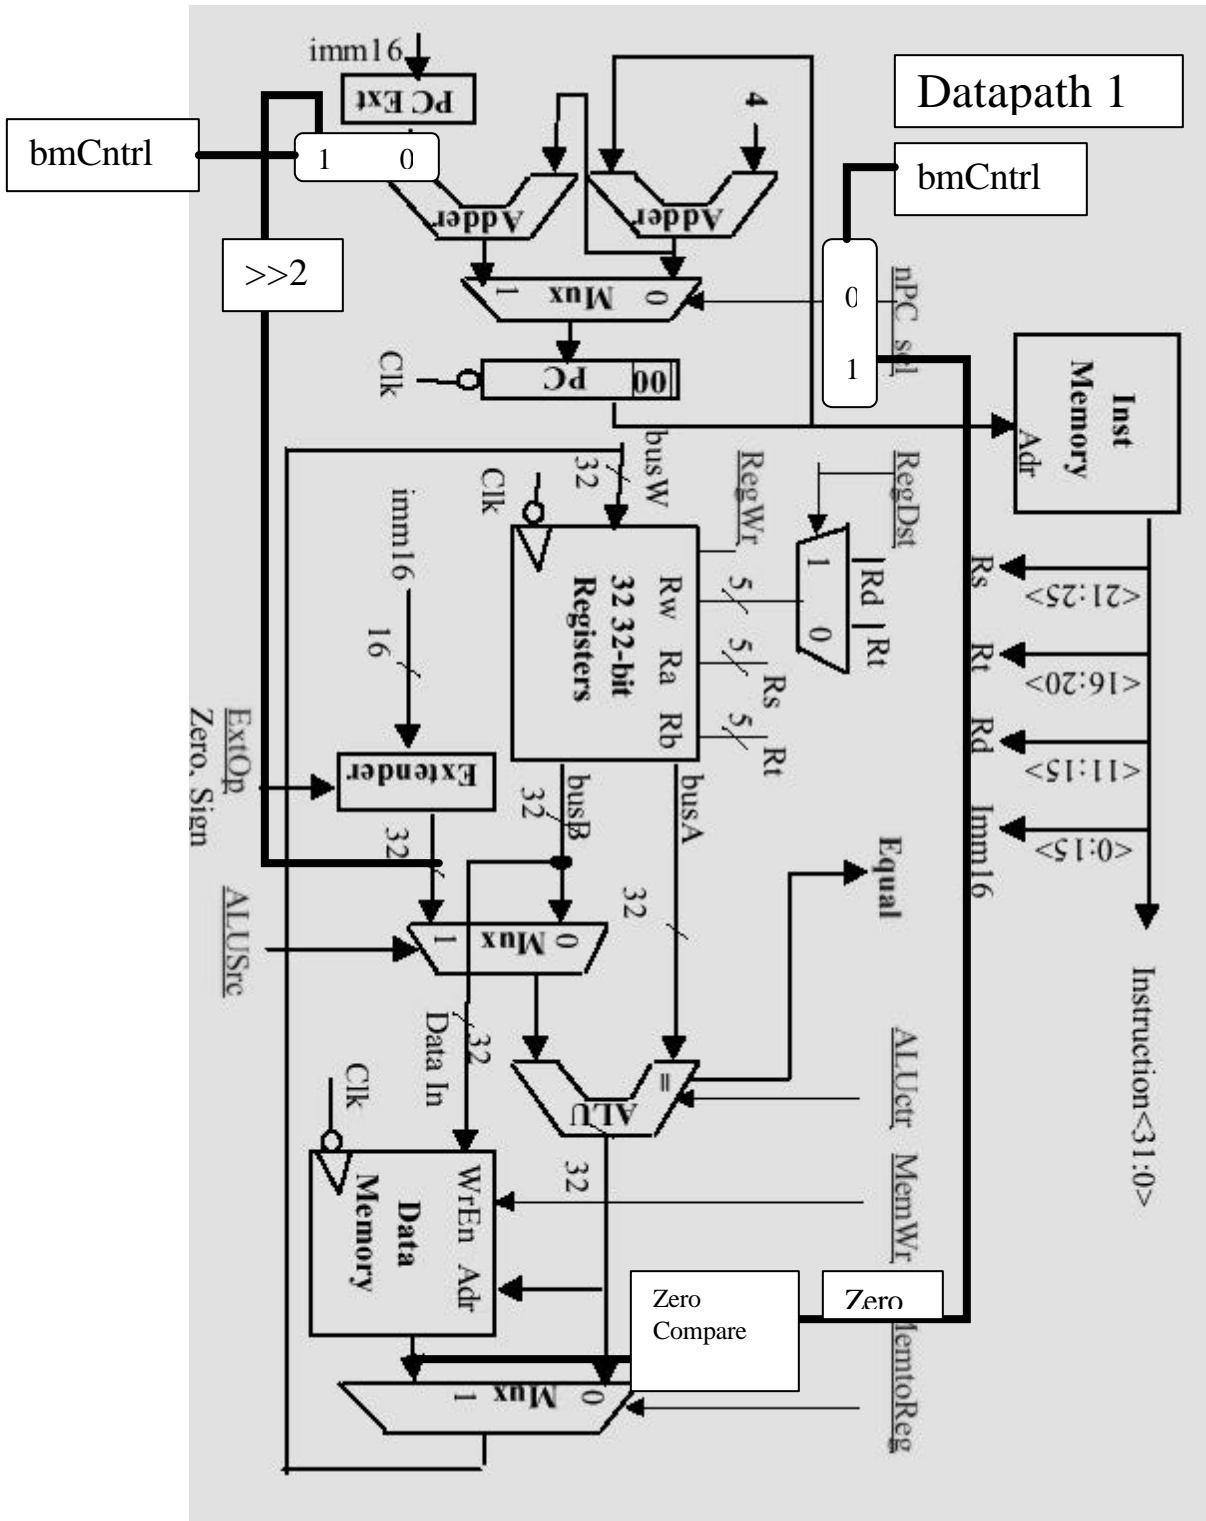 imm16
PC Ext
bmCntrl
1 0
4
Datapath 1
bmCntrl
Adder
Adder
>>2
1 Mux 0
0
1
nPC_sel
Clk
PC
00
Inst
Memory
Adr
busW
32
Clk
RegWr
RegDst
imm16
16
32 32-bit
Registers
Rw
Ra
Rb
5
5
5
Rs
Rt
1
0
Rd
Rt
Rs
<21:25>
Rt
<16:20>
Rd
<11:15>
Imm16
<0:15>
Instruction<31:0>
ExtOp
Zero, Sign
Extender
32
busB
32
busA
32
Equal
ALUSrc
1 Mux 0
Data In
32
=
ALU
ALUctr
MemWr
MemtoReg
Clk
32
WrEn
Adr
Data
Memory
Zero
Compare
Zero
1 Mux 0